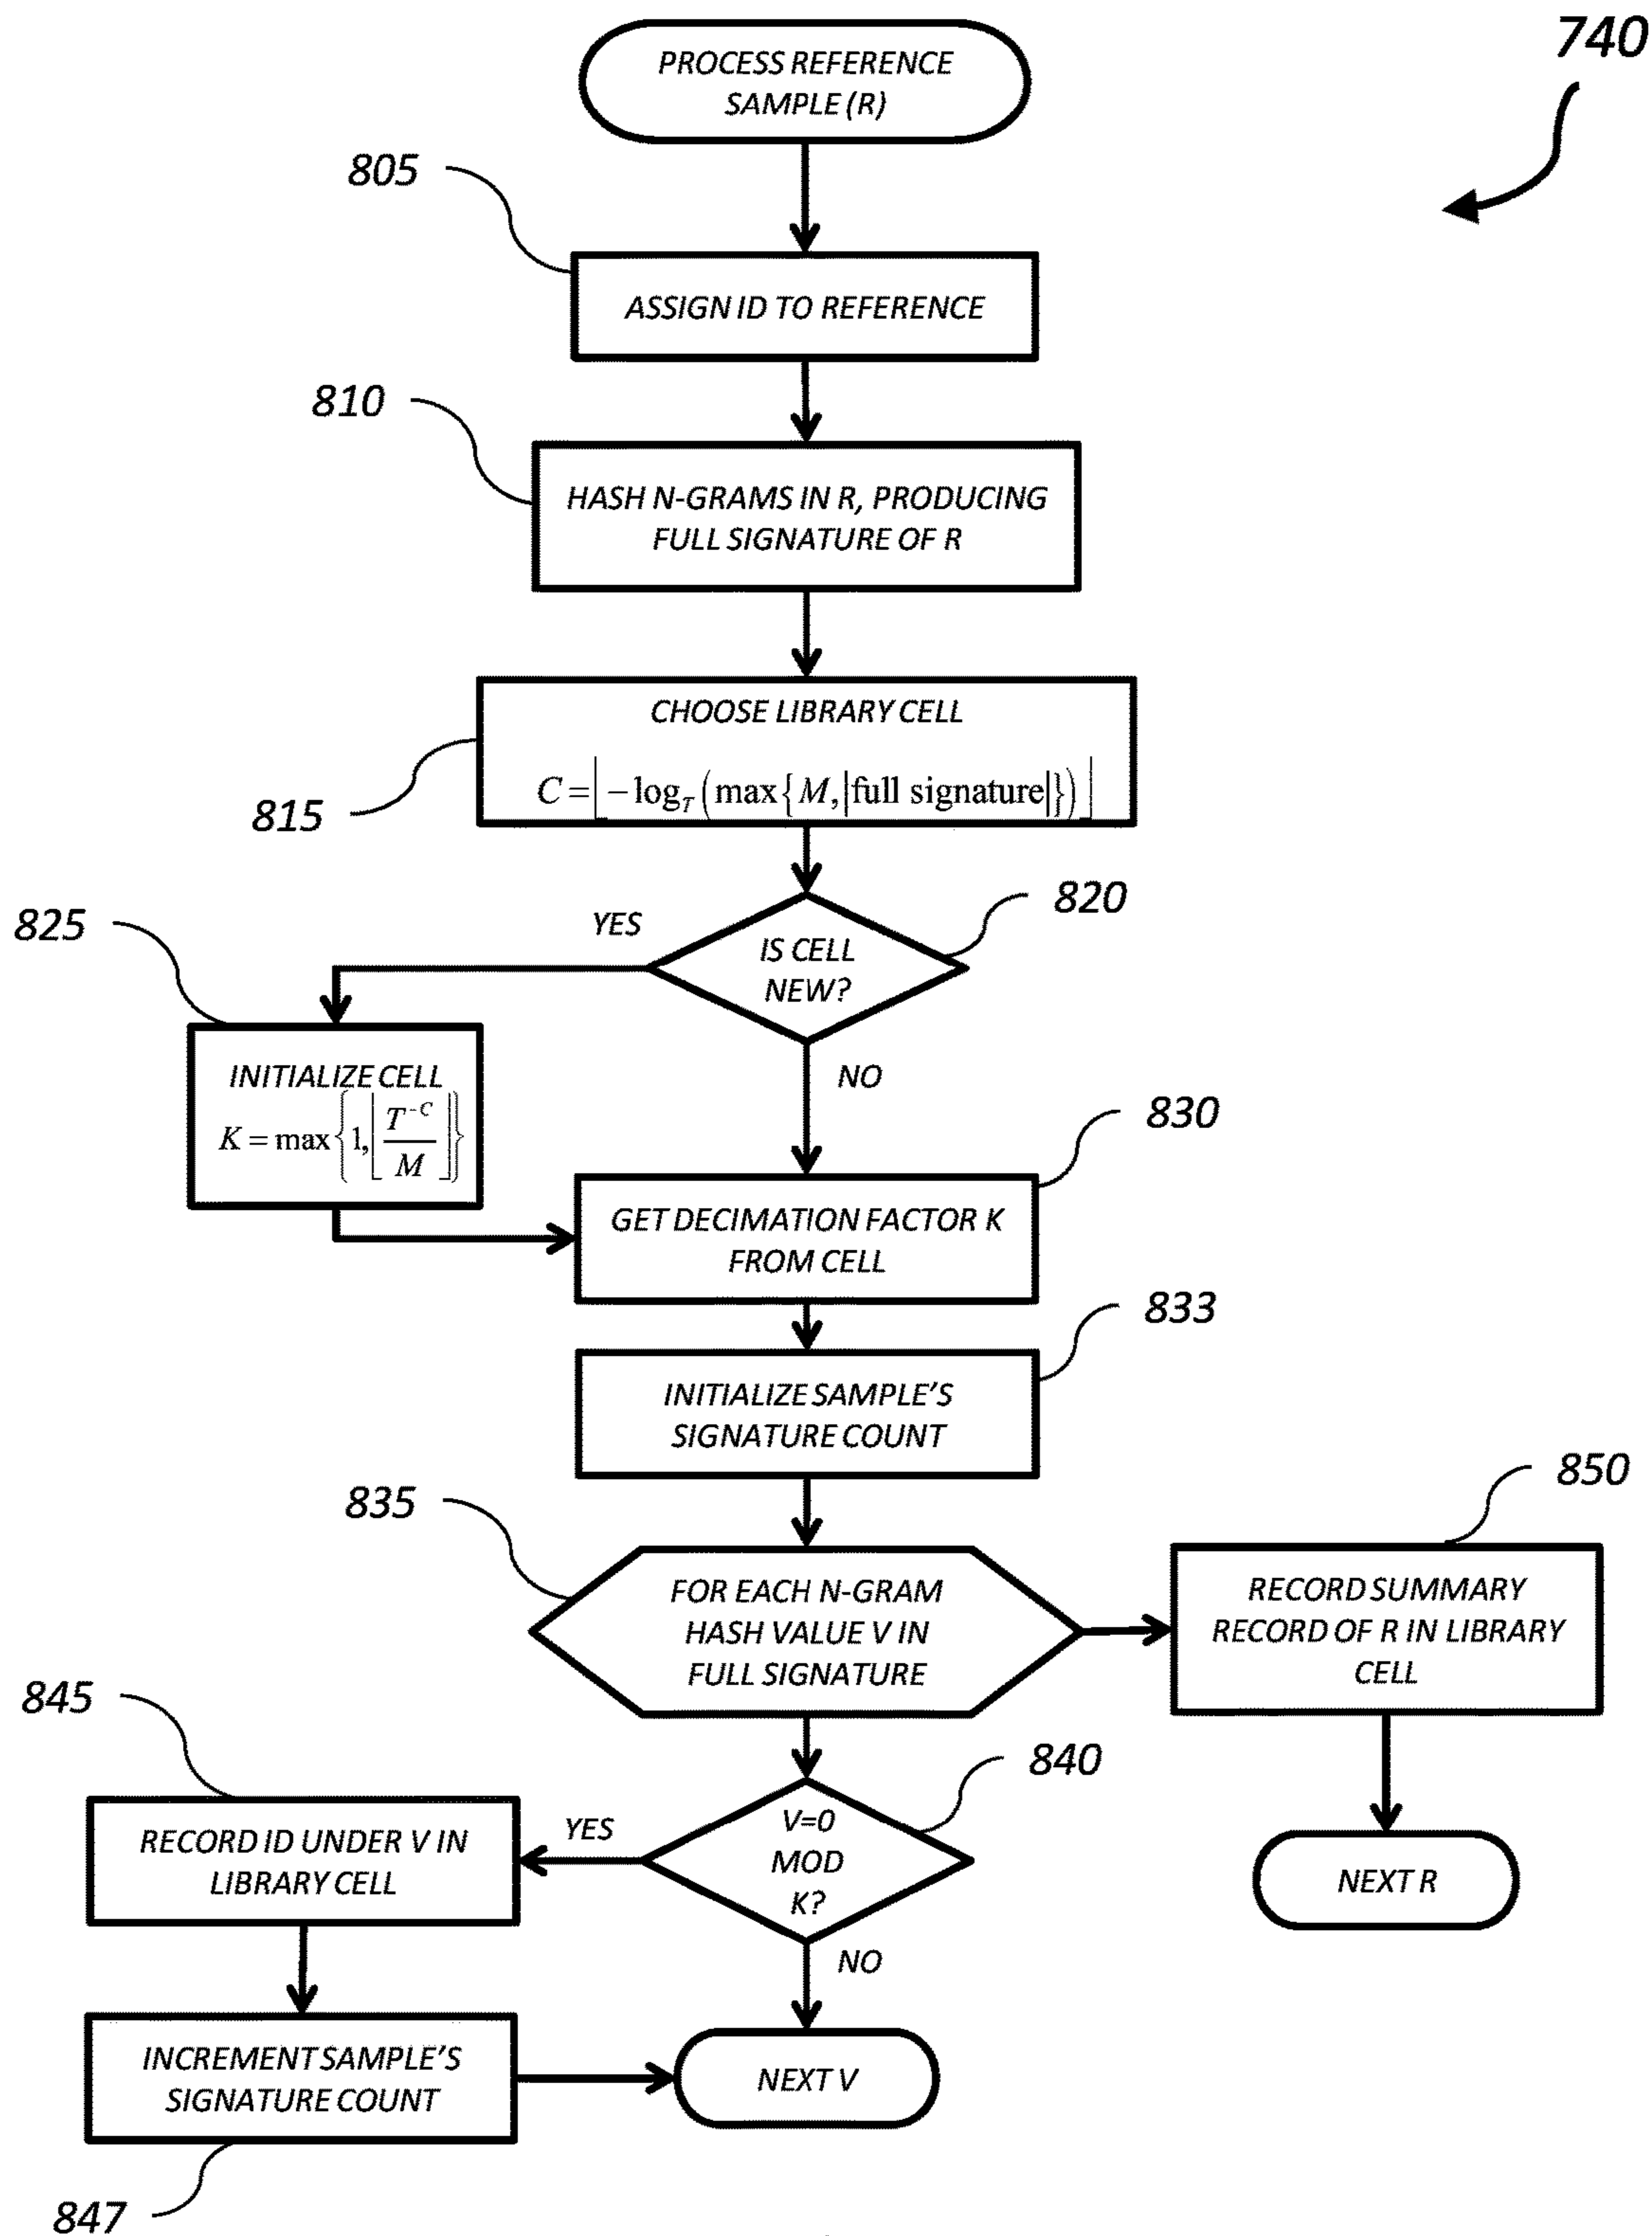 740
PROCESS REFERENCE
SAMPLE (R)
805
ASSIGN ID TO REFERENCE
810
HASH N-GRAMS IN R, PRODUCING
FULL SIGNATURE OF R
815
CHOOSE LIBRARY CELL
C = ⌊−log_T(max{M,|full signature|})⌋
820
IS CELL
NEW?
YES
NO
825
INITIALIZE CELL
K = max{1,⌊T^{-C}/M⌋}
830
GET DECIMATION FACTOR K
FROM CELL
833
INITIALIZE SAMPLE'S
SIGNATURE COUNT
835
FOR EACH N-GRAM
HASH VALUE V IN
FULL SIGNATURE
850
RECORD SUMMARY
RECORD OF R IN LIBRARY
CELL
NEXT R
840
V=0
MOD
K?
YES
NO
845
RECORD ID UNDER V IN
LIBRARY CELL
INCREMENT SAMPLE'S
SIGNATURE COUNT
847
NEXT V